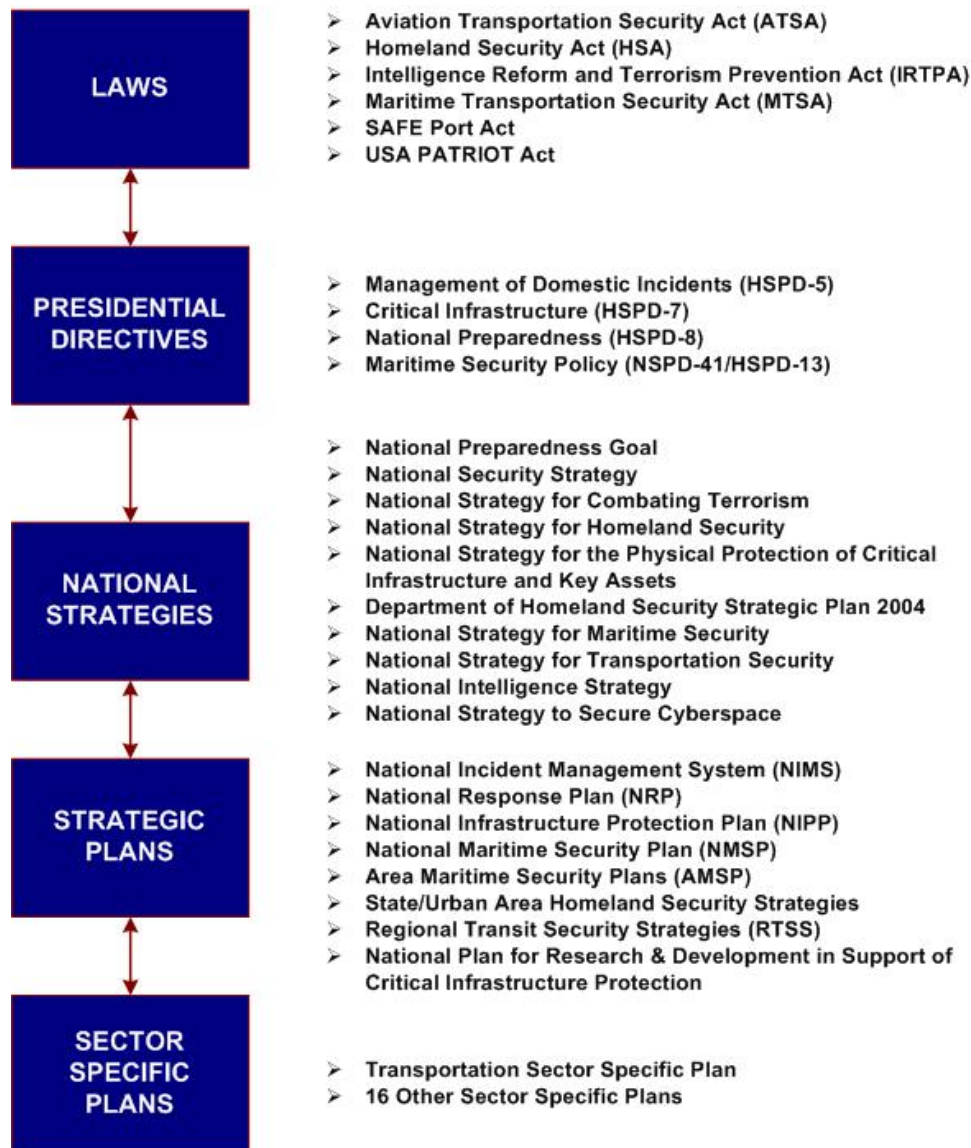 LAWS
➢ Aviation Transportation Security Act (ATSA)
➢ Homeland Security Act (HSA)
➢ Intelligence Reform and Terrorism Prevention Act (IRTPA)
➢ Maritime Transportation Security Act (MTSA)
➢ SAFE Port Act
➢ USA PATRIOT Act
PRESIDENTIAL
DIRECTIVES
➢ Management of Domestic Incidents (HSPD-5)
➢ Critical Infrastructure (HSPD-7)
➢ National Preparedness (HSPD-8)
➢ Maritime Security Policy (NSPD-41/HSPD-13)
NATIONAL
STRATEGIES
➢ National Preparedness Goal
➢ National Security Strategy
➢ National Strategy for Combating Terrorism
➢ National Strategy for Homeland Security
➢ National Strategy for the Physical Protection of Critical
Infrastructure and Key Assets
➢ Department of Homeland Security Strategic Plan 2004
➢ National Strategy for Maritime Security
➢ National Strategy for Transportation Security
➢ National Intelligence Strategy
➢ National Strategy to Secure Cyberspace
STRATEGIC
PLANS
➢ National Incident Management System (NIMS)
➢ National Response Plan (NRP)
➢ National Infrastructure Protection Plan (NIPP)
➢ National Maritime Security Plan (NMSP)
➢ Area Maritime Security Plans (AMSP)
➢ State/Urban Area Homeland Security Strategies
➢ Regional Transit Security Strategies (RTSS)
➢ National Plan for Research & Development in Support of
Critical Infrastructure Protection
SECTOR
SPECIFIC
PLANS
➢ Transportation Sector Specific Plan
➢ 16 Other Sector Specific Plans